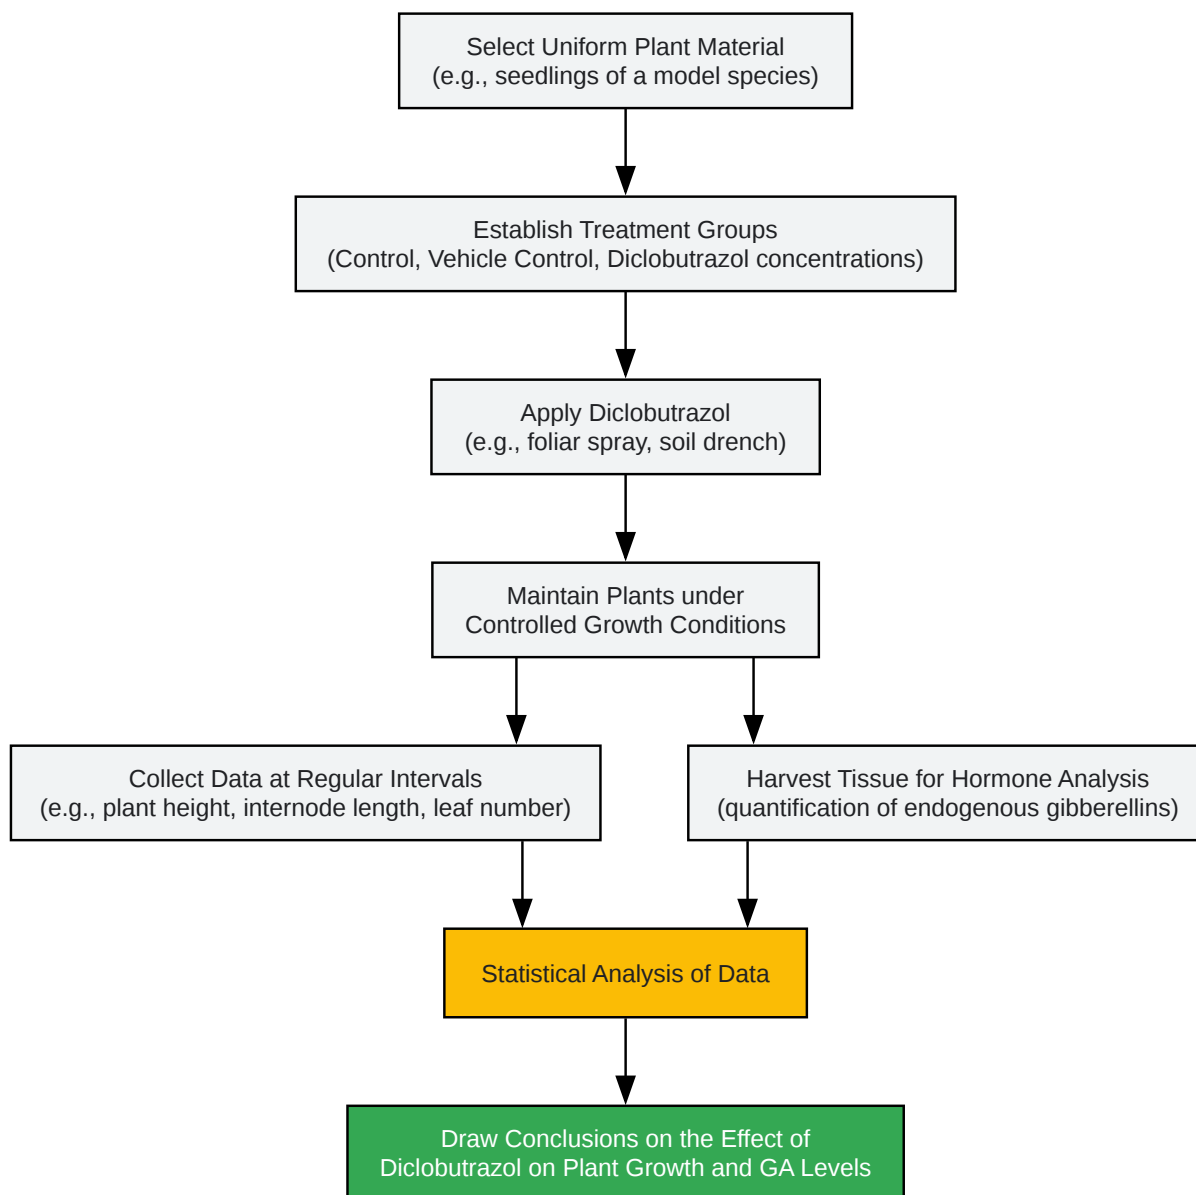 Select Uniform Plant Material
(e.g., seedlings of a model species)
Establish Treatment Groups
(Control, Vehicle Control, Diclobutrazol concentrations)
Apply Diclobutrazol
(e.g., foliar spray, soil drench)
Maintain Plants under
Controlled Growth Conditions
Collect Data at Regular Intervals
(e.g., plant height, internode length, leaf number)
Harvest Tissue for Hormone Analysis
(quantification of endogenous gibberellins)
Statistical Analysis of Data
Draw Conclusions on the Effect of
Diclobutrazol on Plant Growth and GA Levels